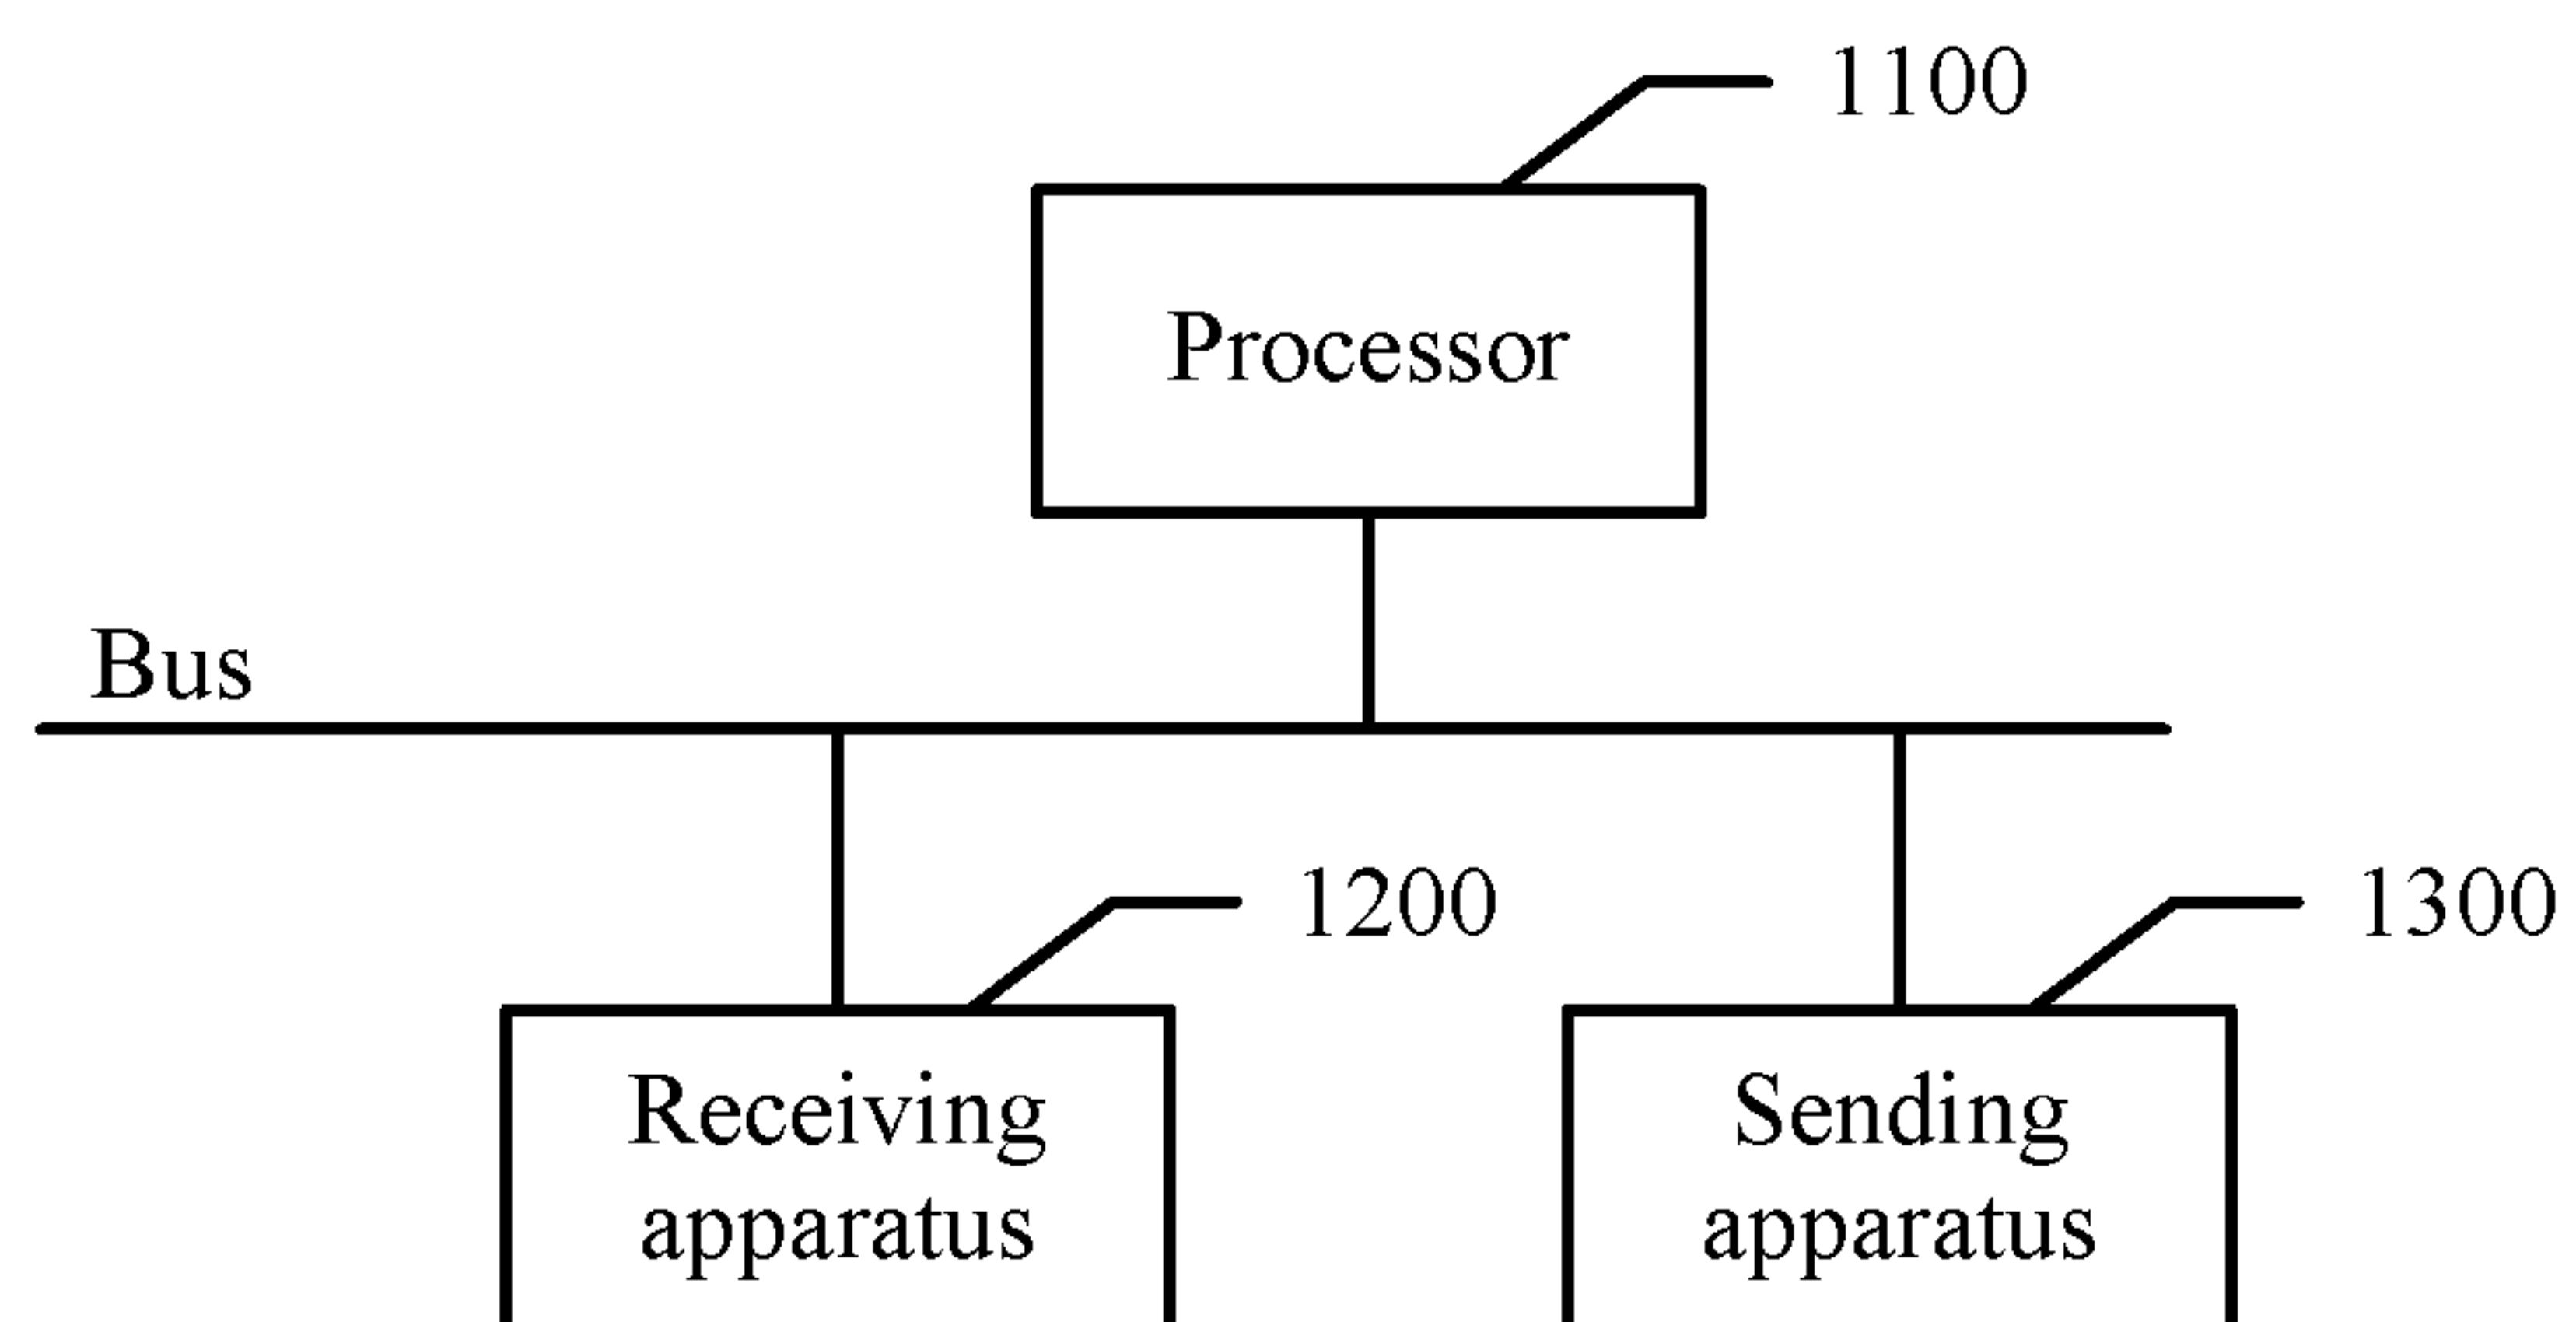 1100
Processor
Bus
1200
1300
Receiving
apparatus
Sending
apparatus